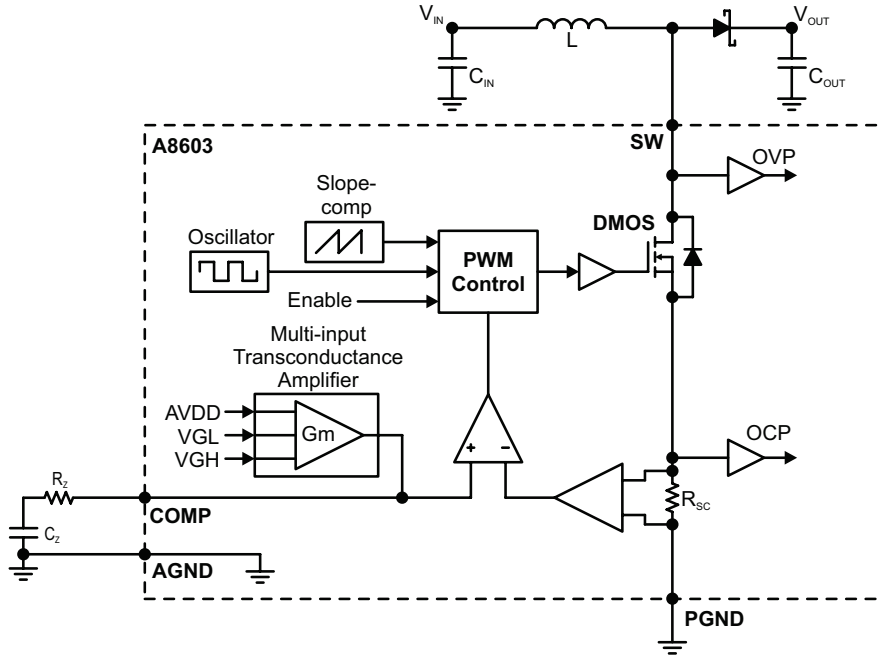 V_IN
L
V_OUT
C_IN
C_OUT
A8603
SW
OVP
Slope-
comp
DMOS
Oscillator
PWM
Control
Enable
Multi-input
Transconductance
Amplifier
AVDD
VGL
VGH
Gm
+
–
OCP
R_Z
R_SC
COMP
C_Z
AGND
PGND